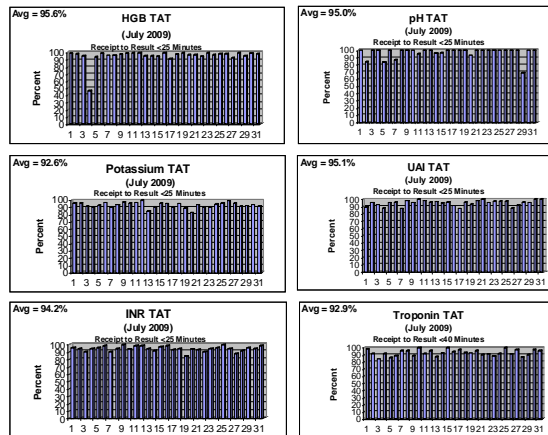 Avg = 95.6%
HGB TAT
(July 2009)
Receipt to Result <25 Minutes
Percent
100
90
80
70
60
50
40
30
20
10
0
1 3 5 7 9 11 13 15 17 19 21 23 25 27 29 31
Avg = 95.0%
pH TAT
(July 2009)
Receipt to Result <25 Minutes
Percent
100
90
80
70
60
50
40
30
20
10
0
1 3 5 7 9 11 13 15 17 19 21 23 25 27 29 31
Avg = 92.6%
Potassium TAT
(July 2009)
Receipt to Result <25 Minutes
Percent
100
90
80
70
60
50
40
30
20
10
0
1 3 5 7 9 11 13 15 17 19 21 23 25 27 29 31
Avg = 95.1%
UAI TAT
(July 2009)
Receipt to Result <25 Minutes
Percent
100
90
80
70
60
50
40
30
20
10
0
1 3 5 7 9 11 13 15 17 19 21 23 25 27 29 31
Avg = 94.2%
INR TAT
(July 2009)
Receipt to Result <25 Minutes
Percent
100
90
80
70
60
50
40
30
20
10
0
1 3 5 7 9 11 13 15 17 19 21 23 25 27 29 31
Avg = 92.9%
Troponin TAT
(July 2009)
Receipt to Result <40 Minutes
Percent
100
90
80
70
60
50
40
30
20
10
0
1 3 5 7 9 11 13 15 17 19 21 23 25 27 29 31